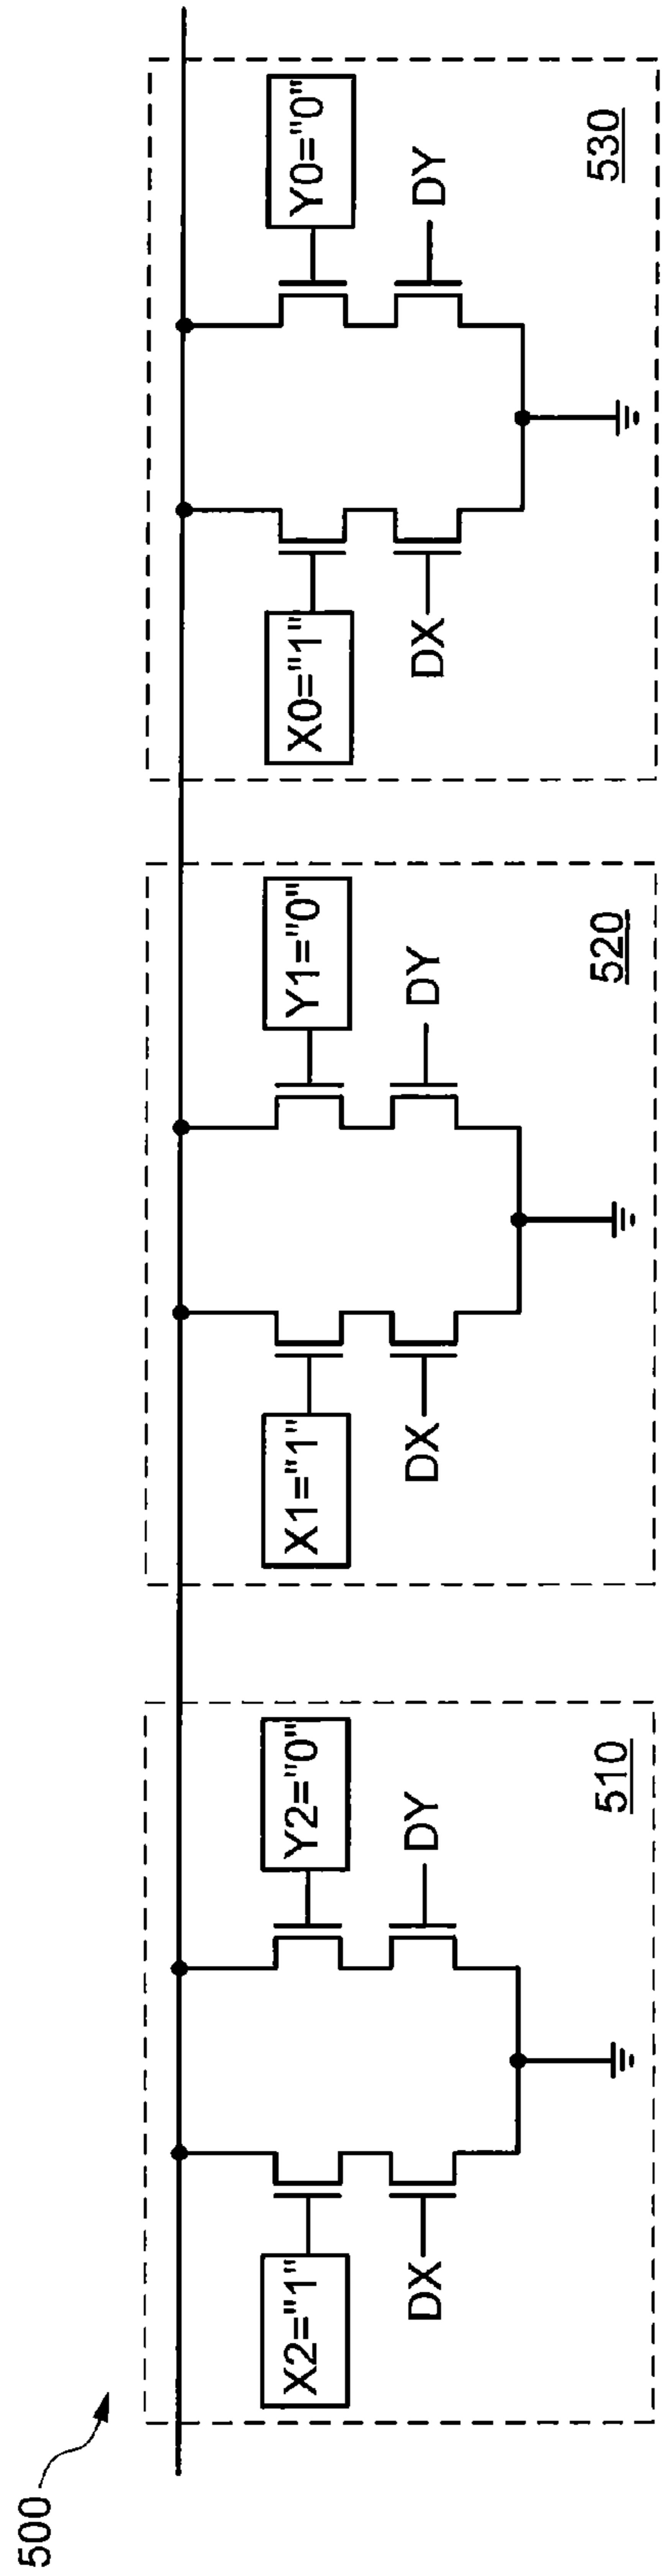 500
X2="1"
Y2="0"
DX
DY
510
X1="1"
Y1="0"
DX
DY
520
X0="1"
Y0="0"
DX
DY
530